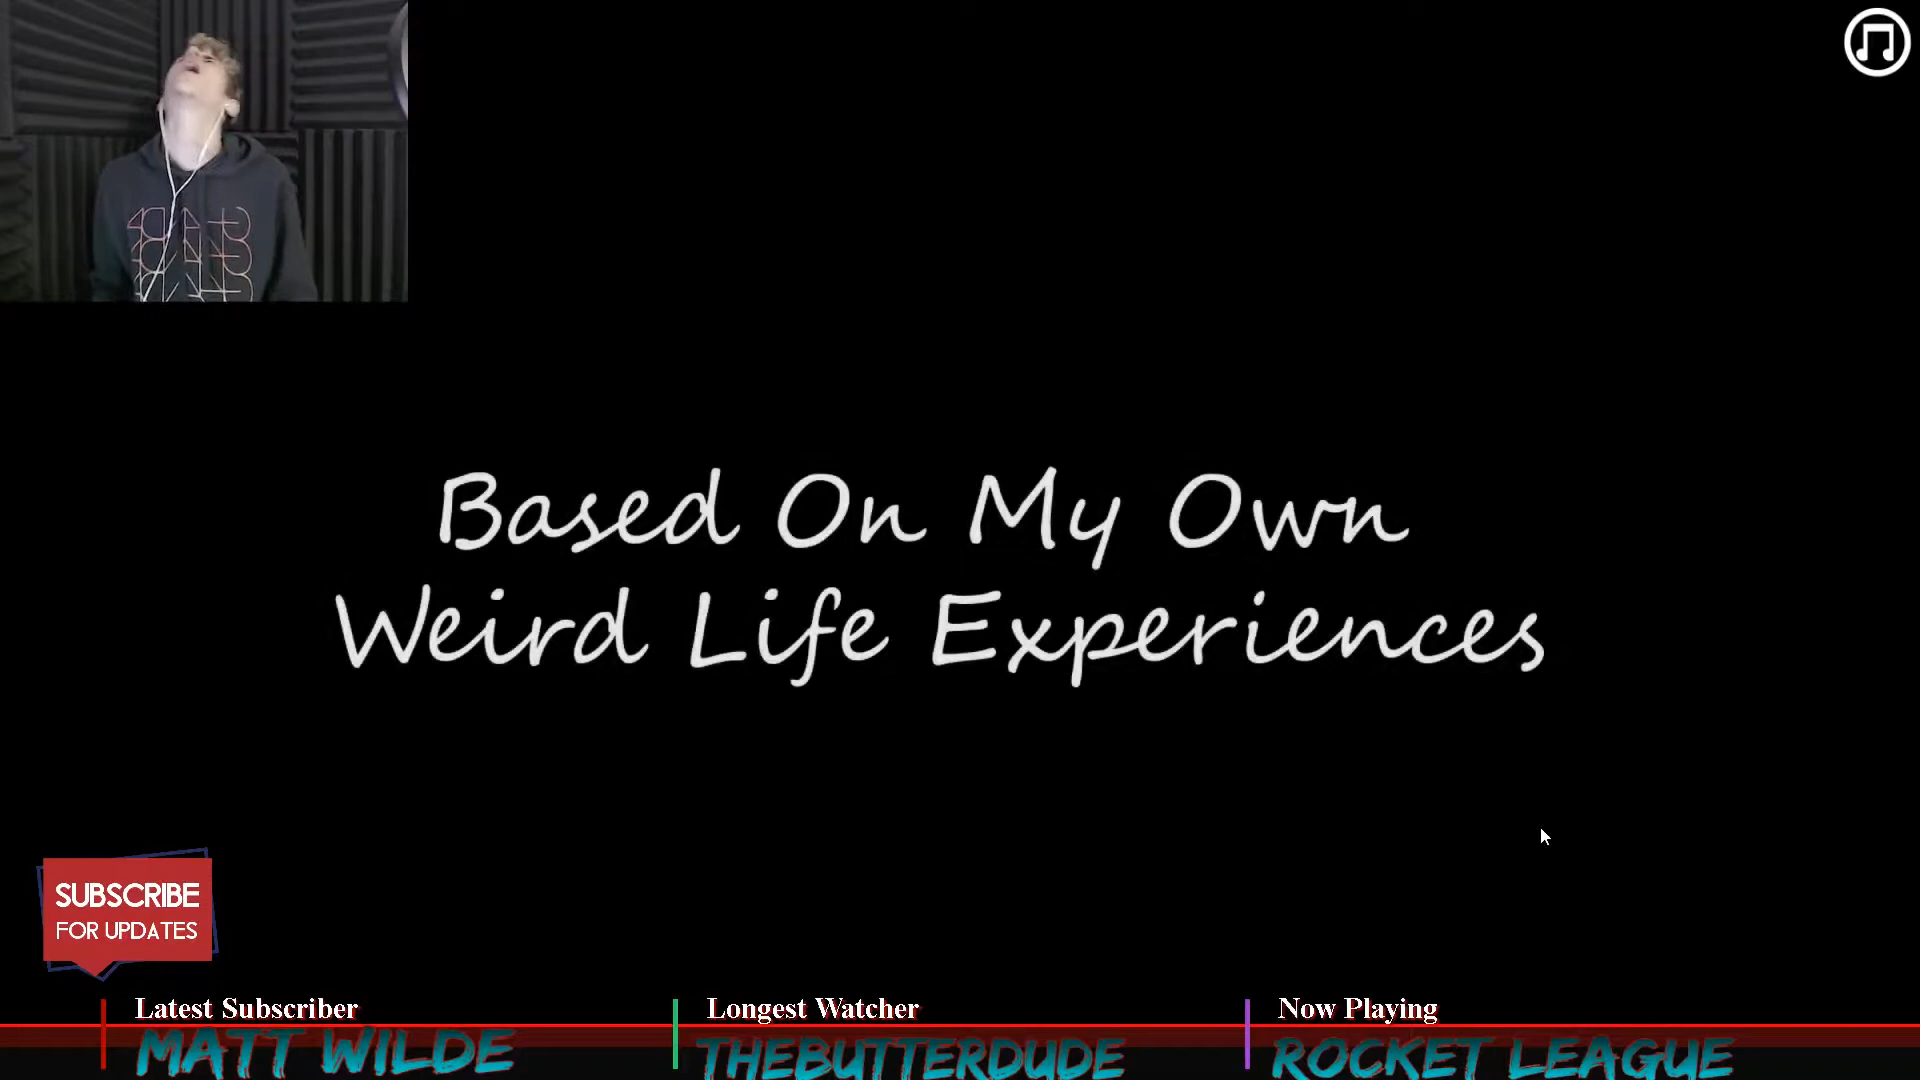 Based On My Own
Weird Life Experiences
SUBSCRIBE
FOR UPDATES
Latest Subscriber
MATT WILDE
Longest Watcher
THEBUTTERDUDE
Now Playing
ROCKET LEAGUE